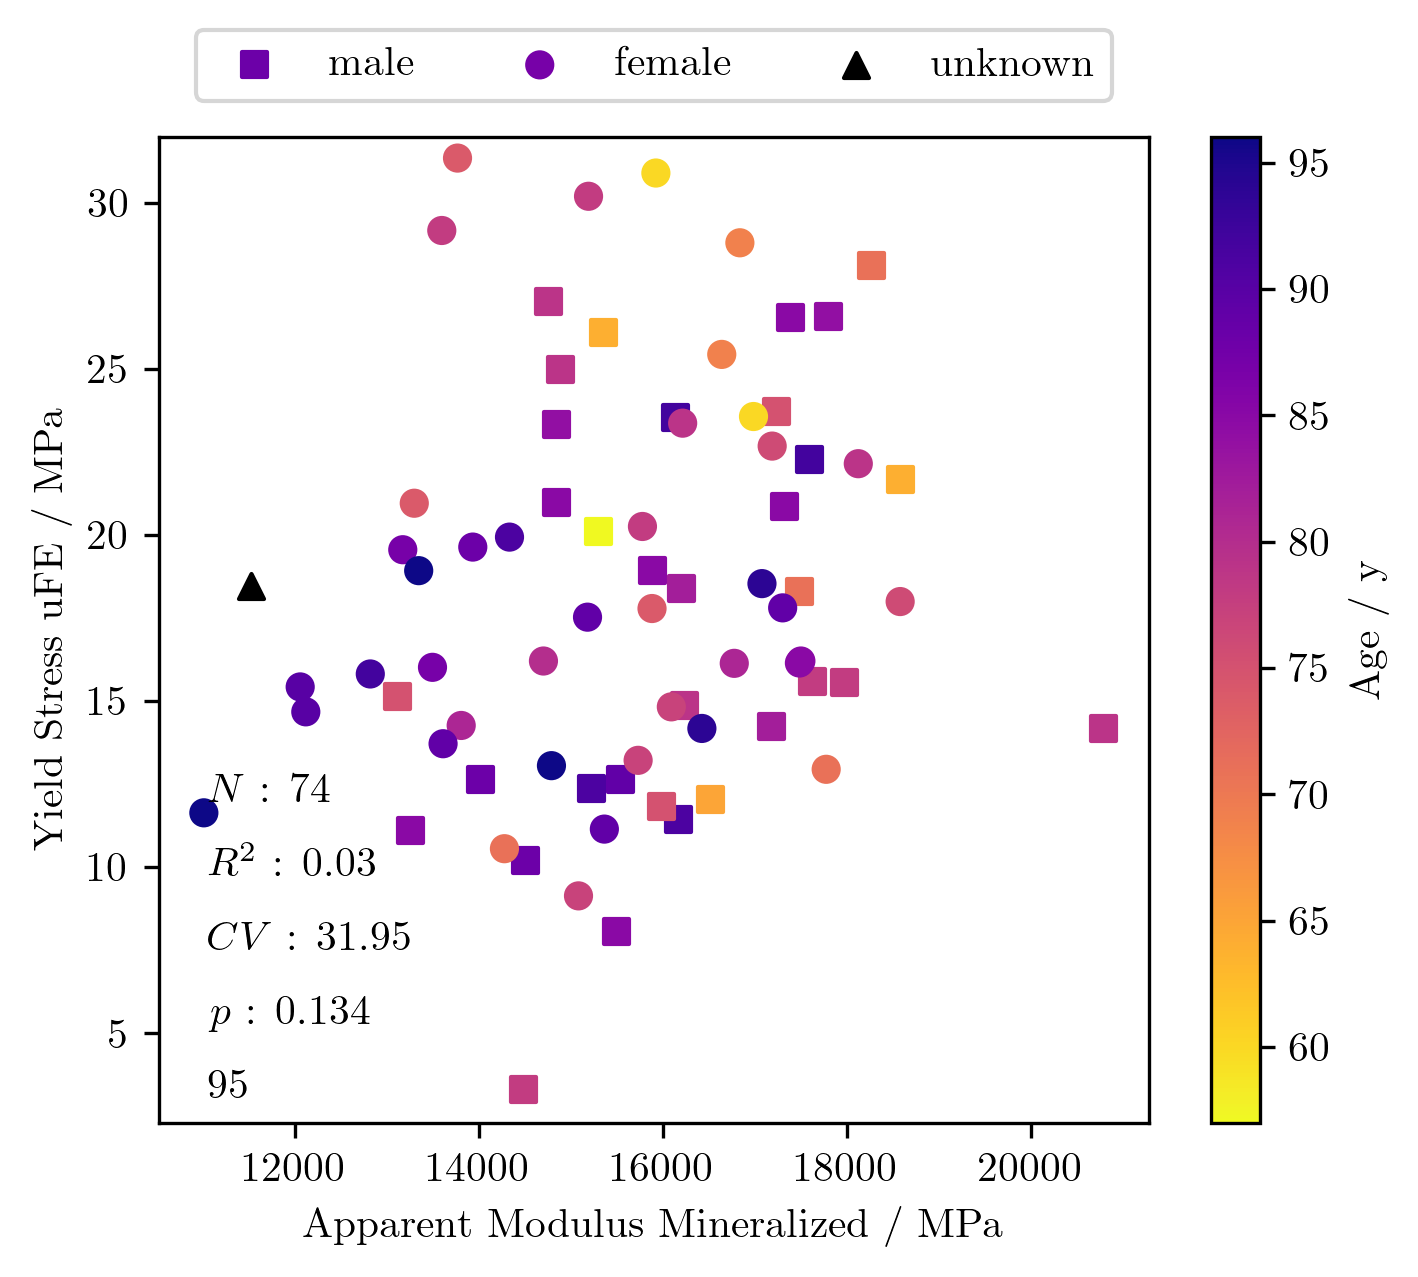 male female unknown
30
25
20
15
10
5
Yield Stress uFE / MPa
N : 74
R² : 0.03
CV : 31.95
p : 0.134
95
12000 14000 16000 18000 20000
Apparent Modulus Mineralized / MPa
95
90
85
80
75
70
65
60
Age / y